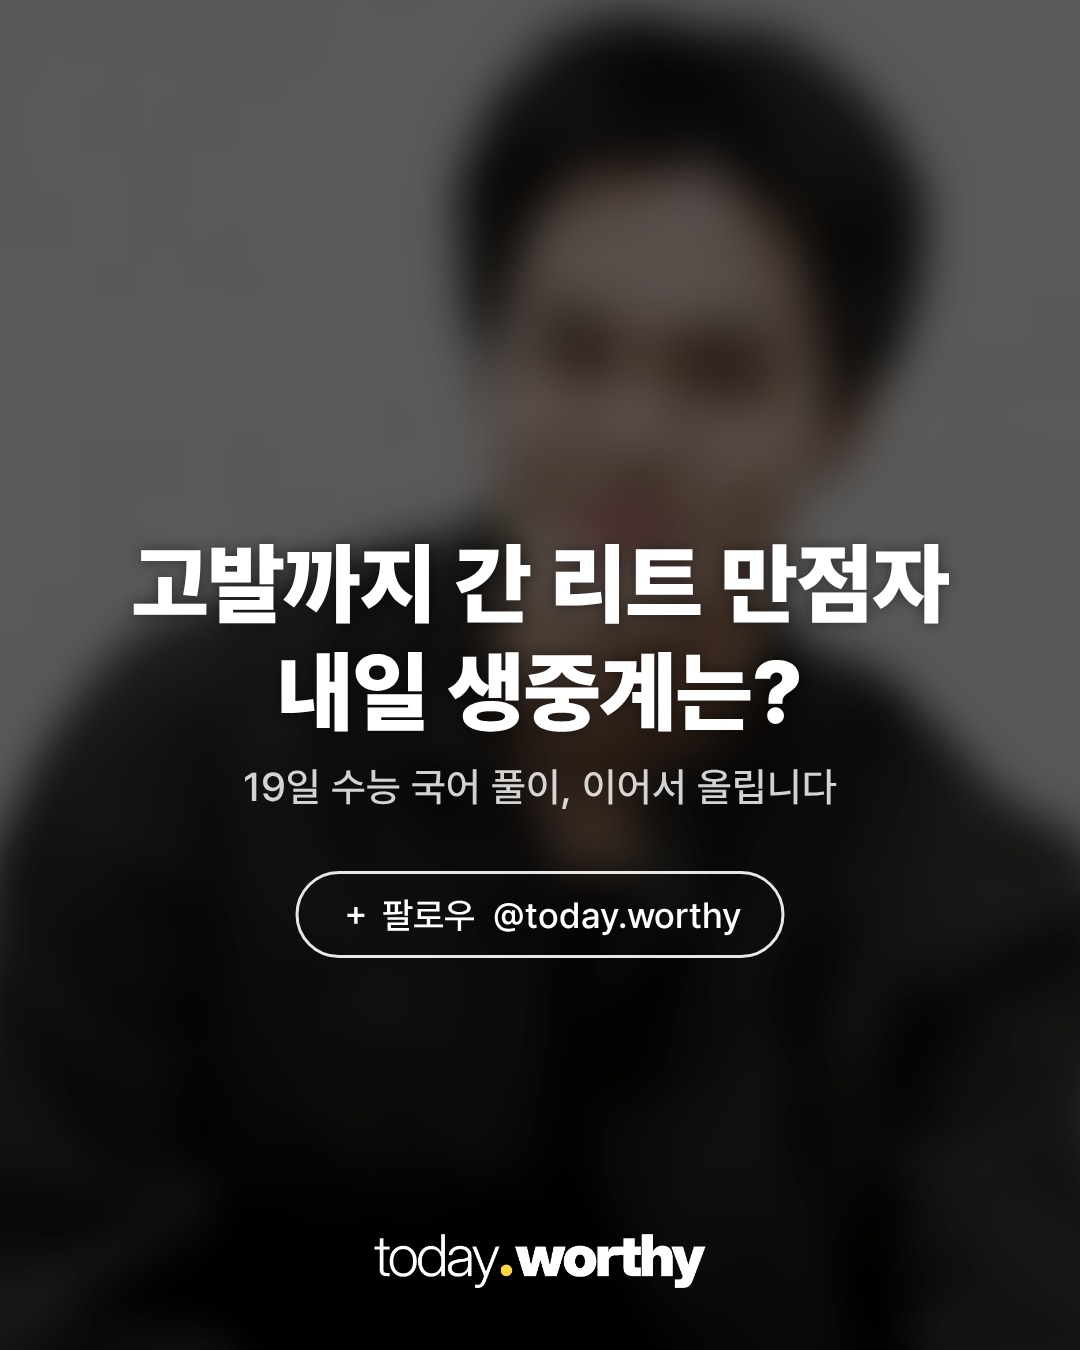 고발까지 간 리트 만점자
내일 생중계는?
19일 수능 국어 풀이, 이어서 올립니다
+ 팔로우 @today.worthy
today.worthy